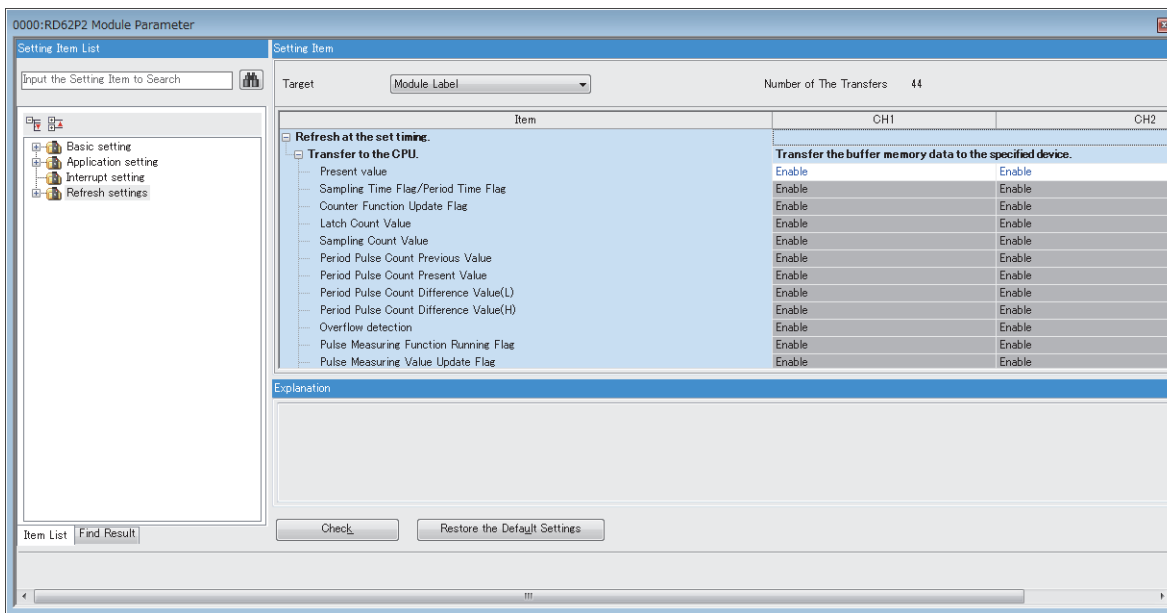 0000:RD62P2 Module Parameter
Setting Item List
Input the Setting Item to Search
Basic setting
Application setting
Interrupt setting
Refresh settings
Item List Find Result
Setting Item
Target Module Label Number of The Transfers 44
Item CH1 CH2
Refresh at the set timing.
Transfer to the CPU. Transfer the buffer memory data to the specified device.
Present value Enable Enable
Sampling Time Flag/Period Time Flag Enable Enable
Counter Function Update Flag Enable Enable
Latch Count Value Enable Enable
Sampling Count Value Enable Enable
Period Pulse Count Previous Value Enable Enable
Period Pulse Count Present Value Enable Enable
Period Pulse Count Difference Value(L) Enable Enable
Period Pulse Count Difference Value(H) Enable Enable
Overflow detection Enable Enable
Pulse Measuring Function Running Flag Enable Enable
Pulse Measuring Value Update Flag Enable Enable
Explanation
Check Restore the Default Settings